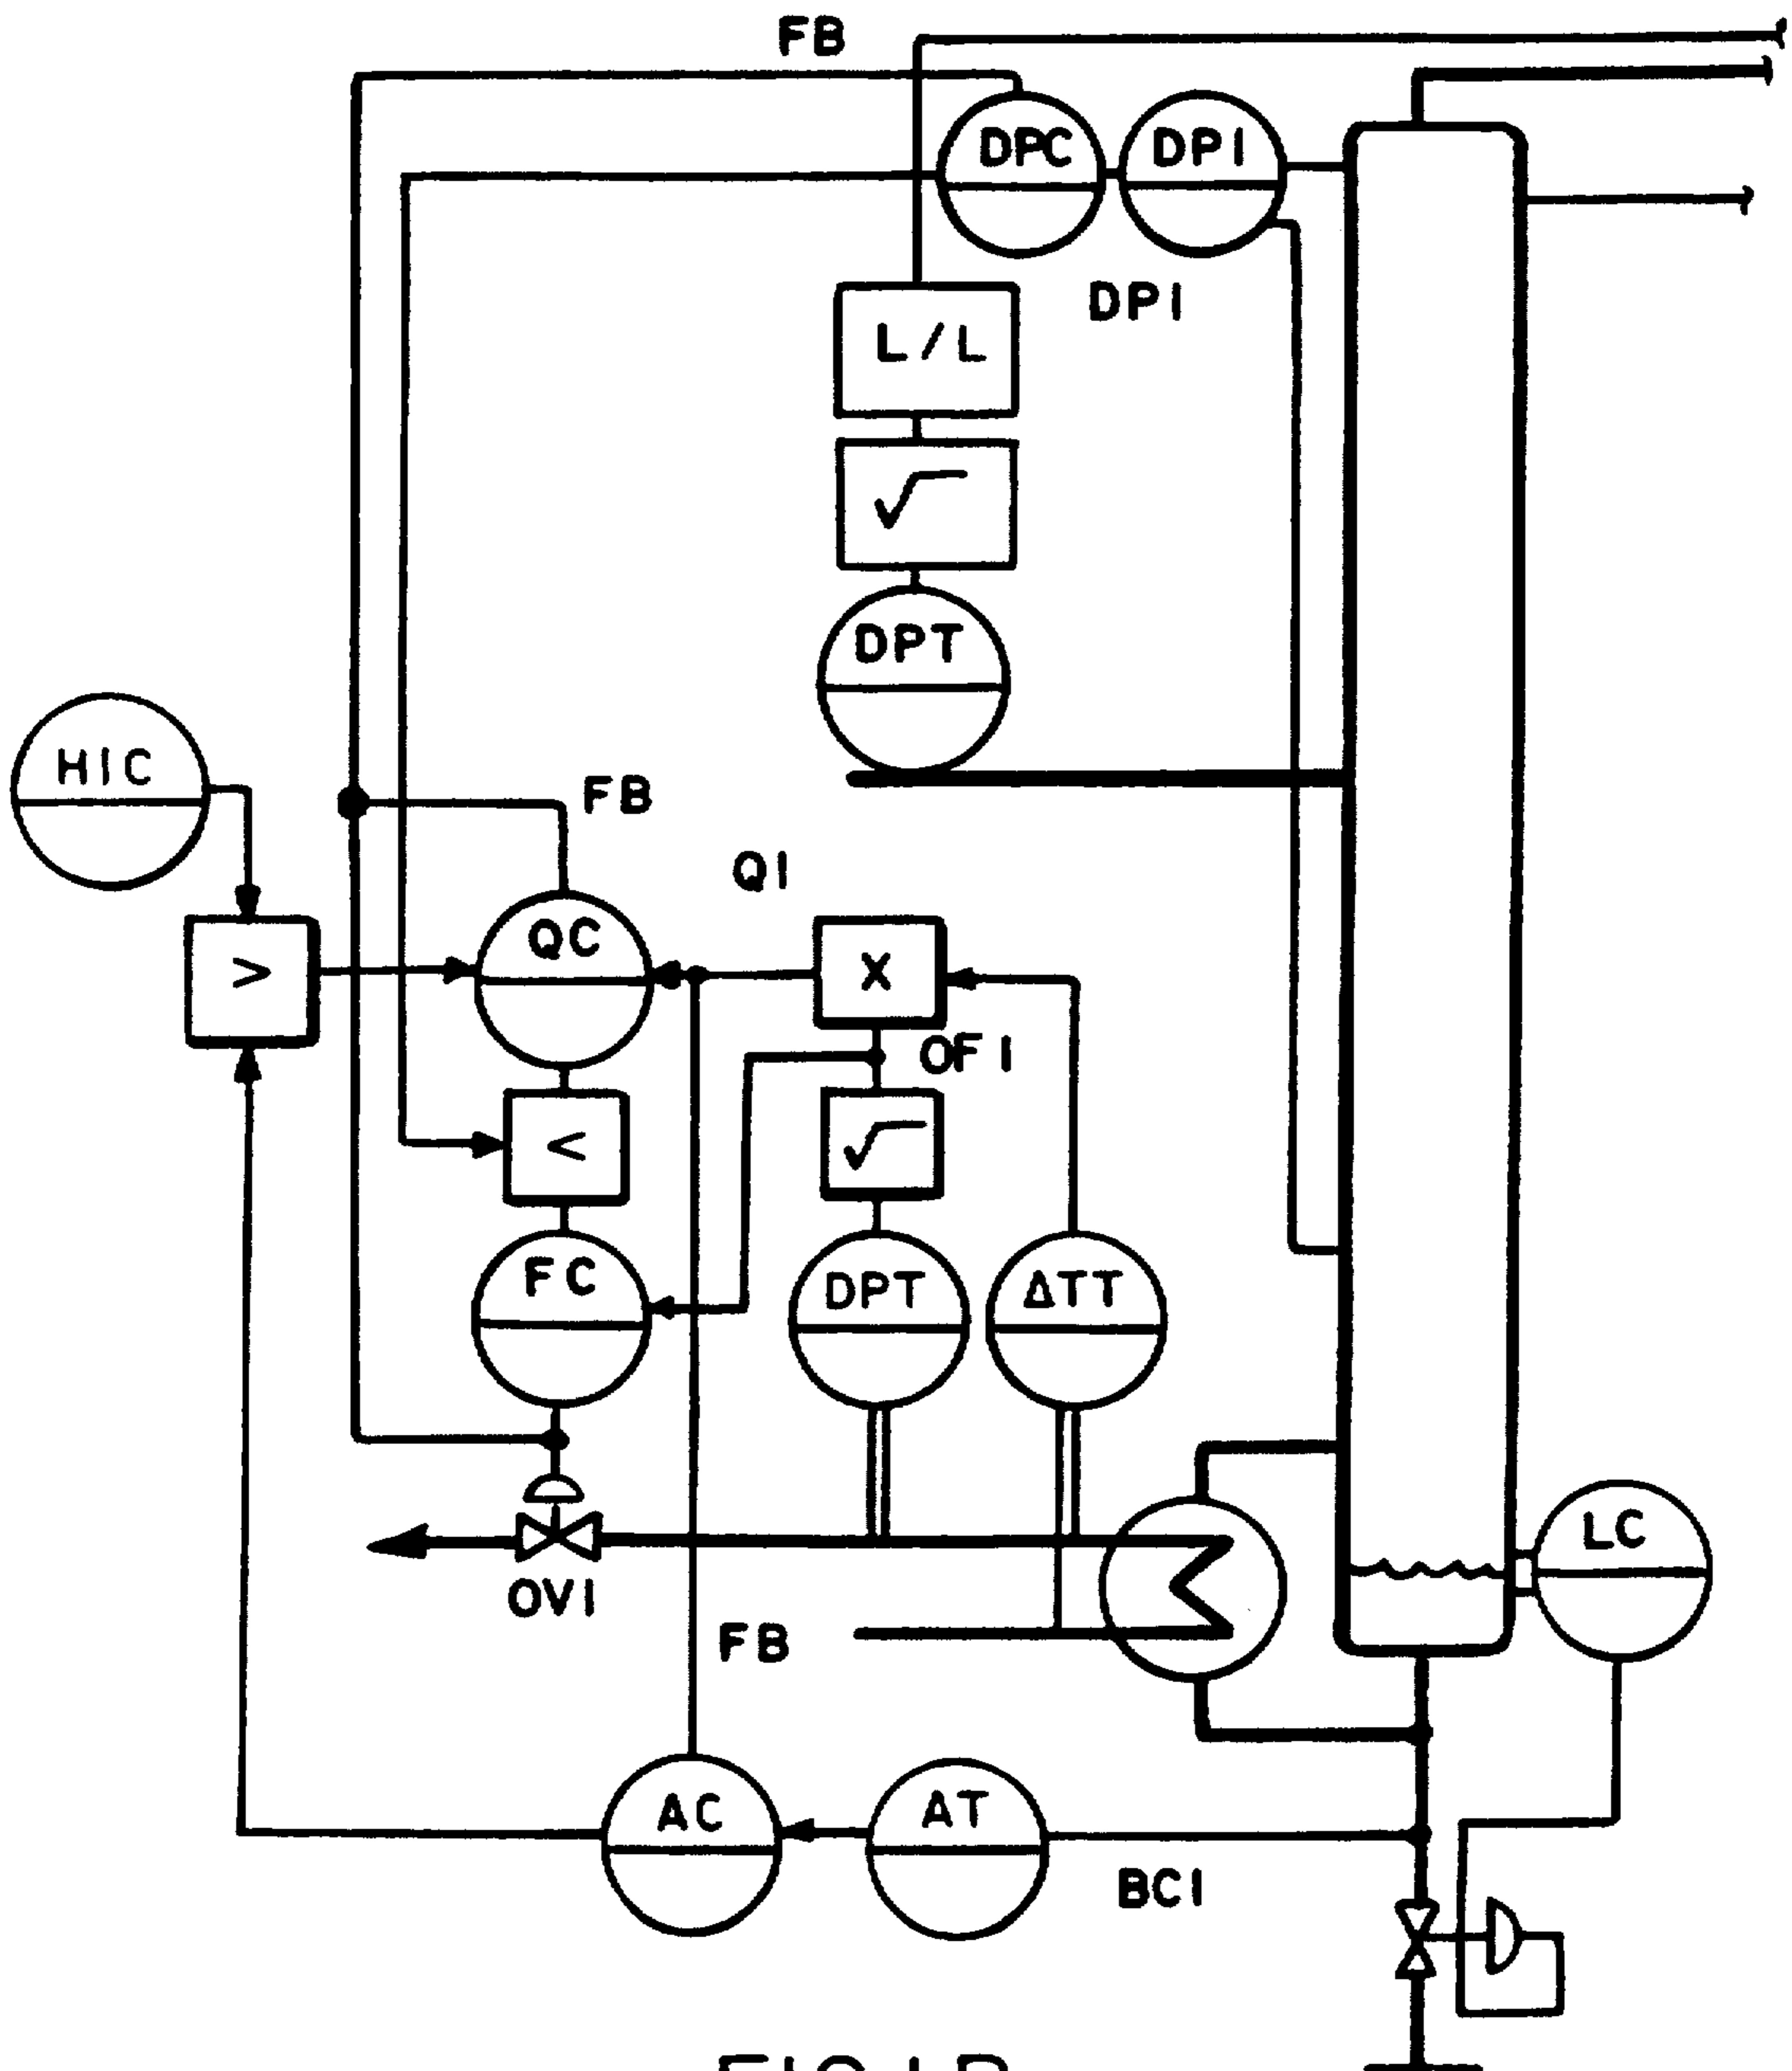 FB
DPC
DPI
DPI
L/L
√
DPT
HIC
FB
QI
QC
>
X
OFI
<
√
FC
DPT
ΔTT
LC
OVI
FB
AC
AT
BCI